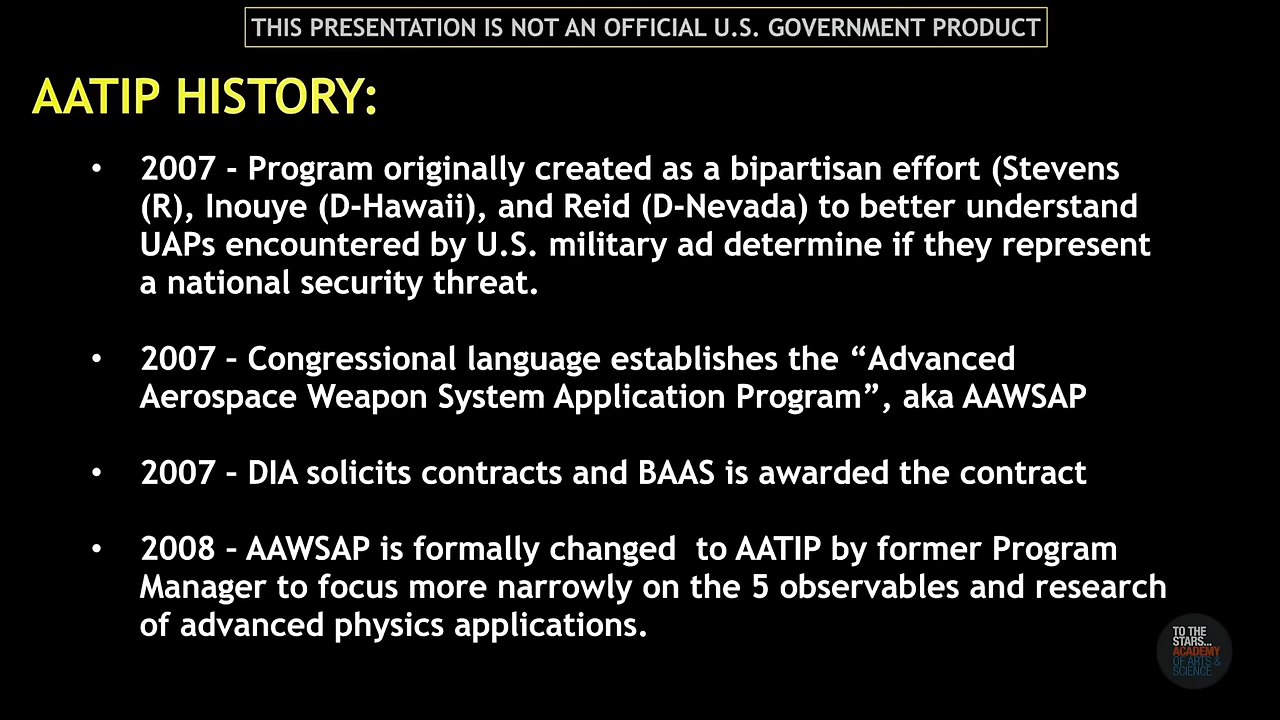 THIS PRESENTATION IS NOT AN OFFICIAL U.S. GOVERNMENT PRODUCT
AATIP HISTORY:
• 2007 - Program originally created as a bipartisan effort (Stevens
(R), Inouye (D-Hawaii), and Reid (D-Nevada) to better understand
UAPs encountered by U.S. military ad determine if they represent
a national security threat.
• 2007 – Congressional language establishes the “Advanced
Aerospace Weapon System Application Program”, aka AAWSAP
• 2007 – DIA solicits contracts and BAAS is awarded the contract
• 2008 – AAWSAP is formally changed  to AATIP by former Program
Manager to focus more narrowly on the 5 observables and research
of advanced physics applications.
TO THE
STARS...
ACADEMY
OF ARTS &
SCIENCE